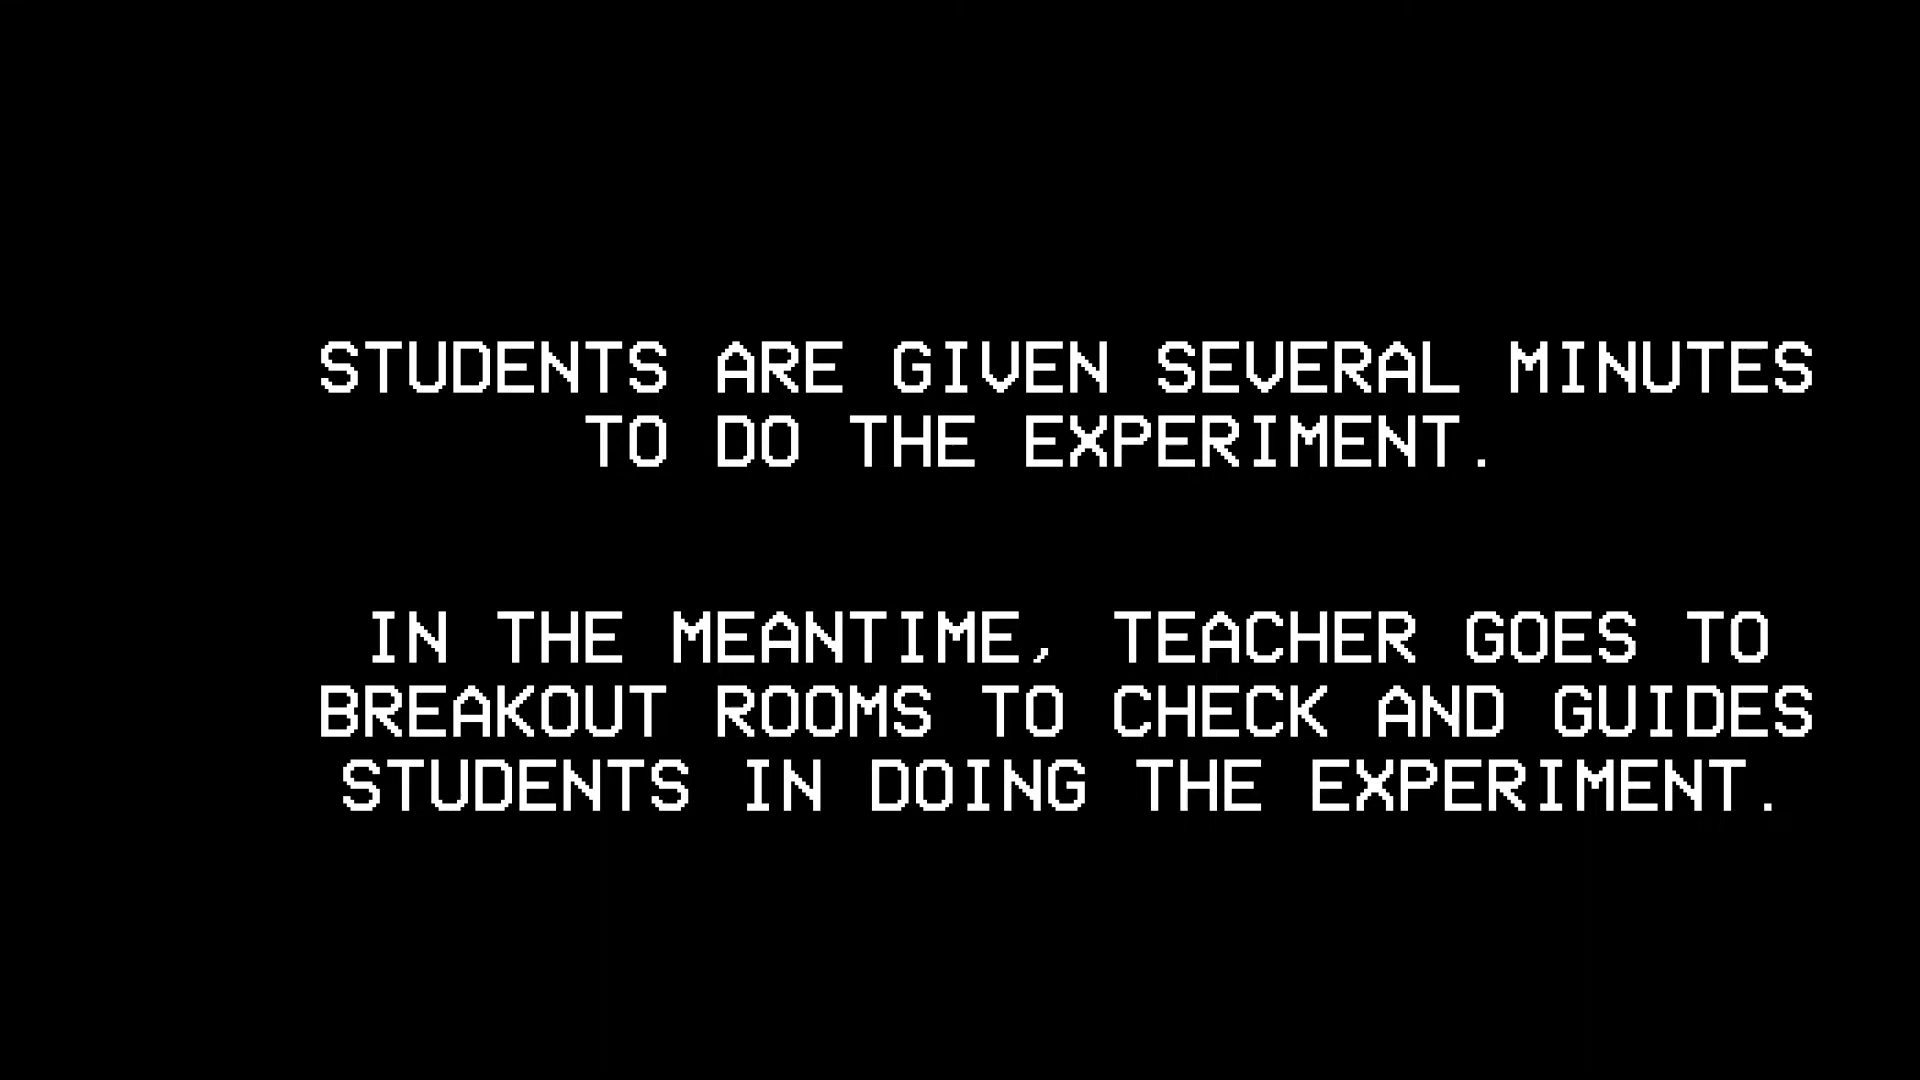 STUDENTS ARE GIVEN SEVERAL MINUTES
TO DO THE EXPERIMENT.
IN THE MEANTIME, TEACHER GOES TO
BREAKOUT ROOMS TO CHECK AND GUIDES
STUDENTS IN DOING THE EXPERIMENT.